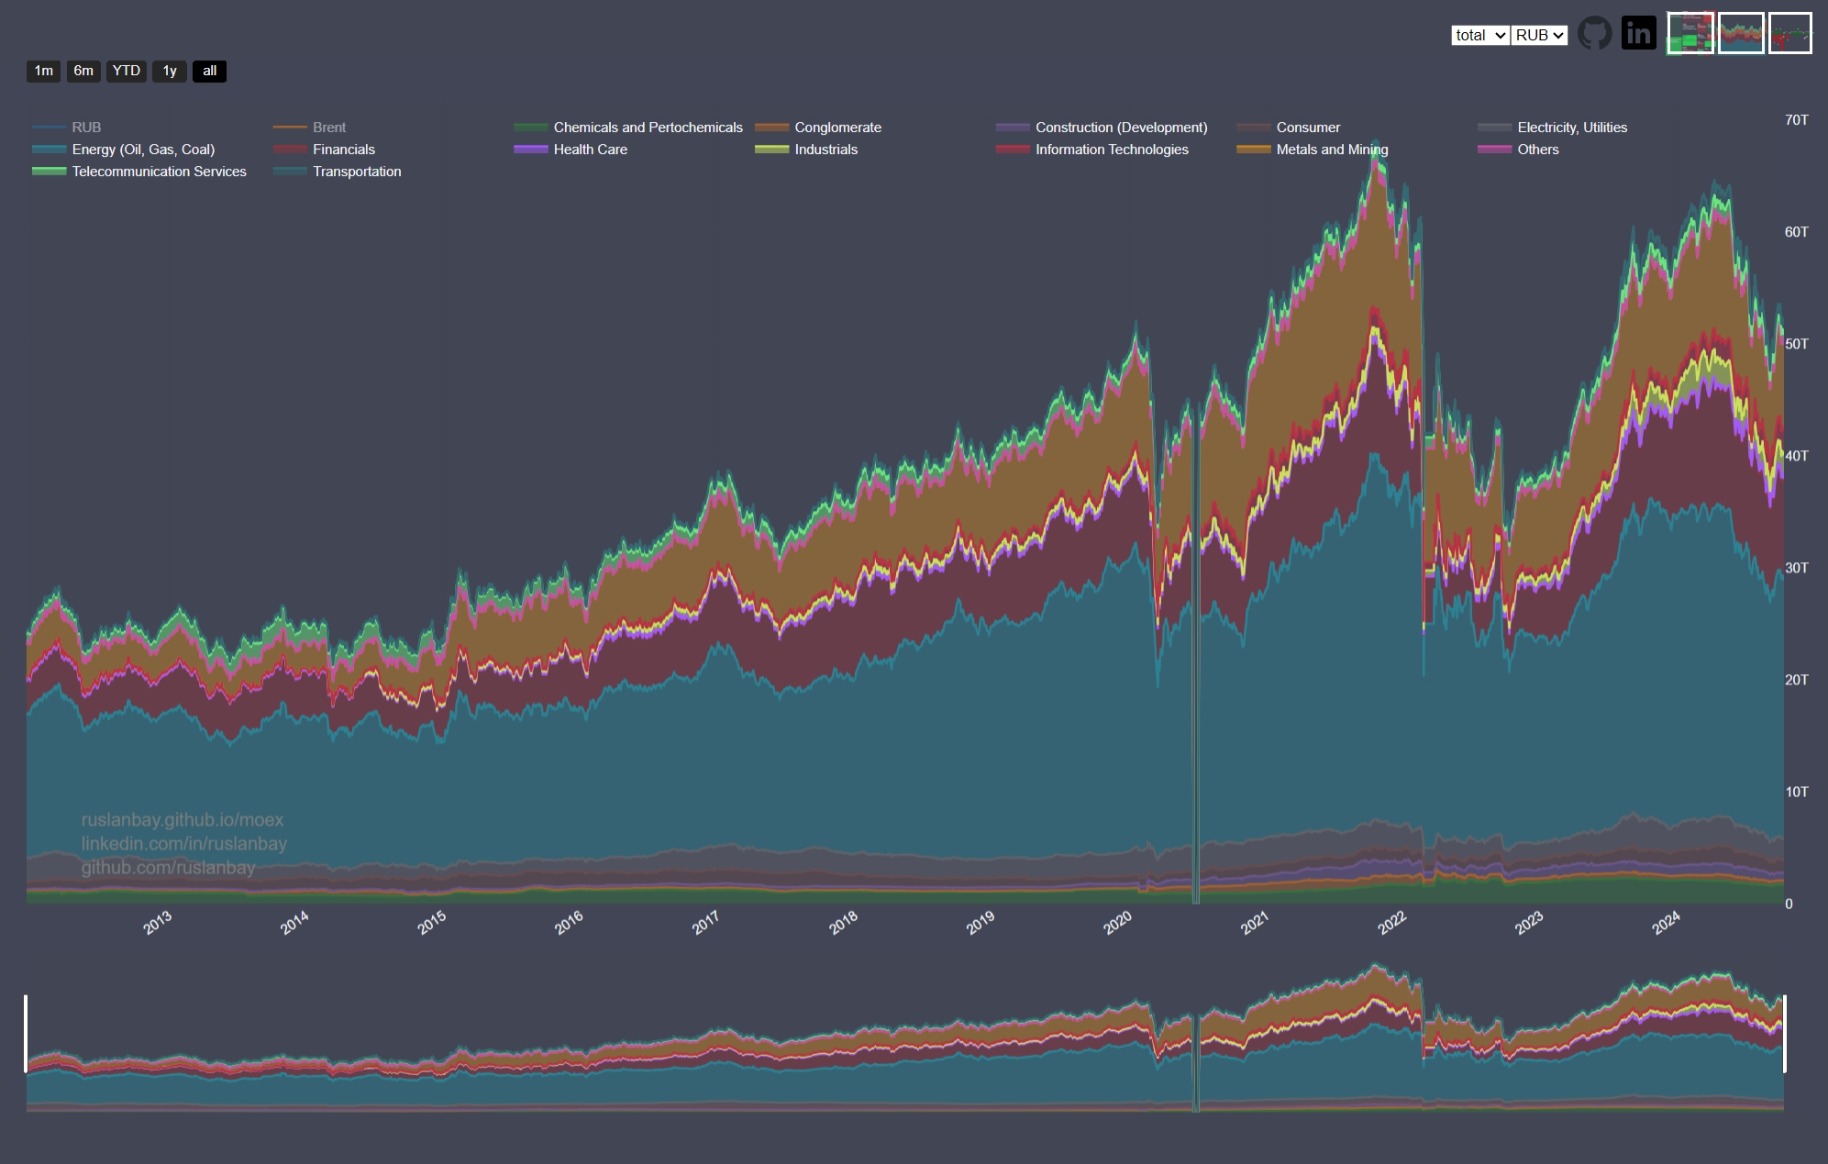 total RUB in
1m 6m YTD 1y all
RUB Brent Chemicals and Pertochemicals Conglomerate Construction (Development) Consumer Electricity, Utilities
Energy (Oil, Gas, Coal) Financials Health Care Industrials Information Technologies Metals and Mining Others
Telecommunication Services Transportation
70T
60T
50T
40T
30T
20T
10T
0
ruslanbay.github.io/moex
linkedin.com/in/ruslanbay
github.com/ruslanbay
2013 2014 2015 2016 2017 2018 2019 2020 2021 2022 2023 2024